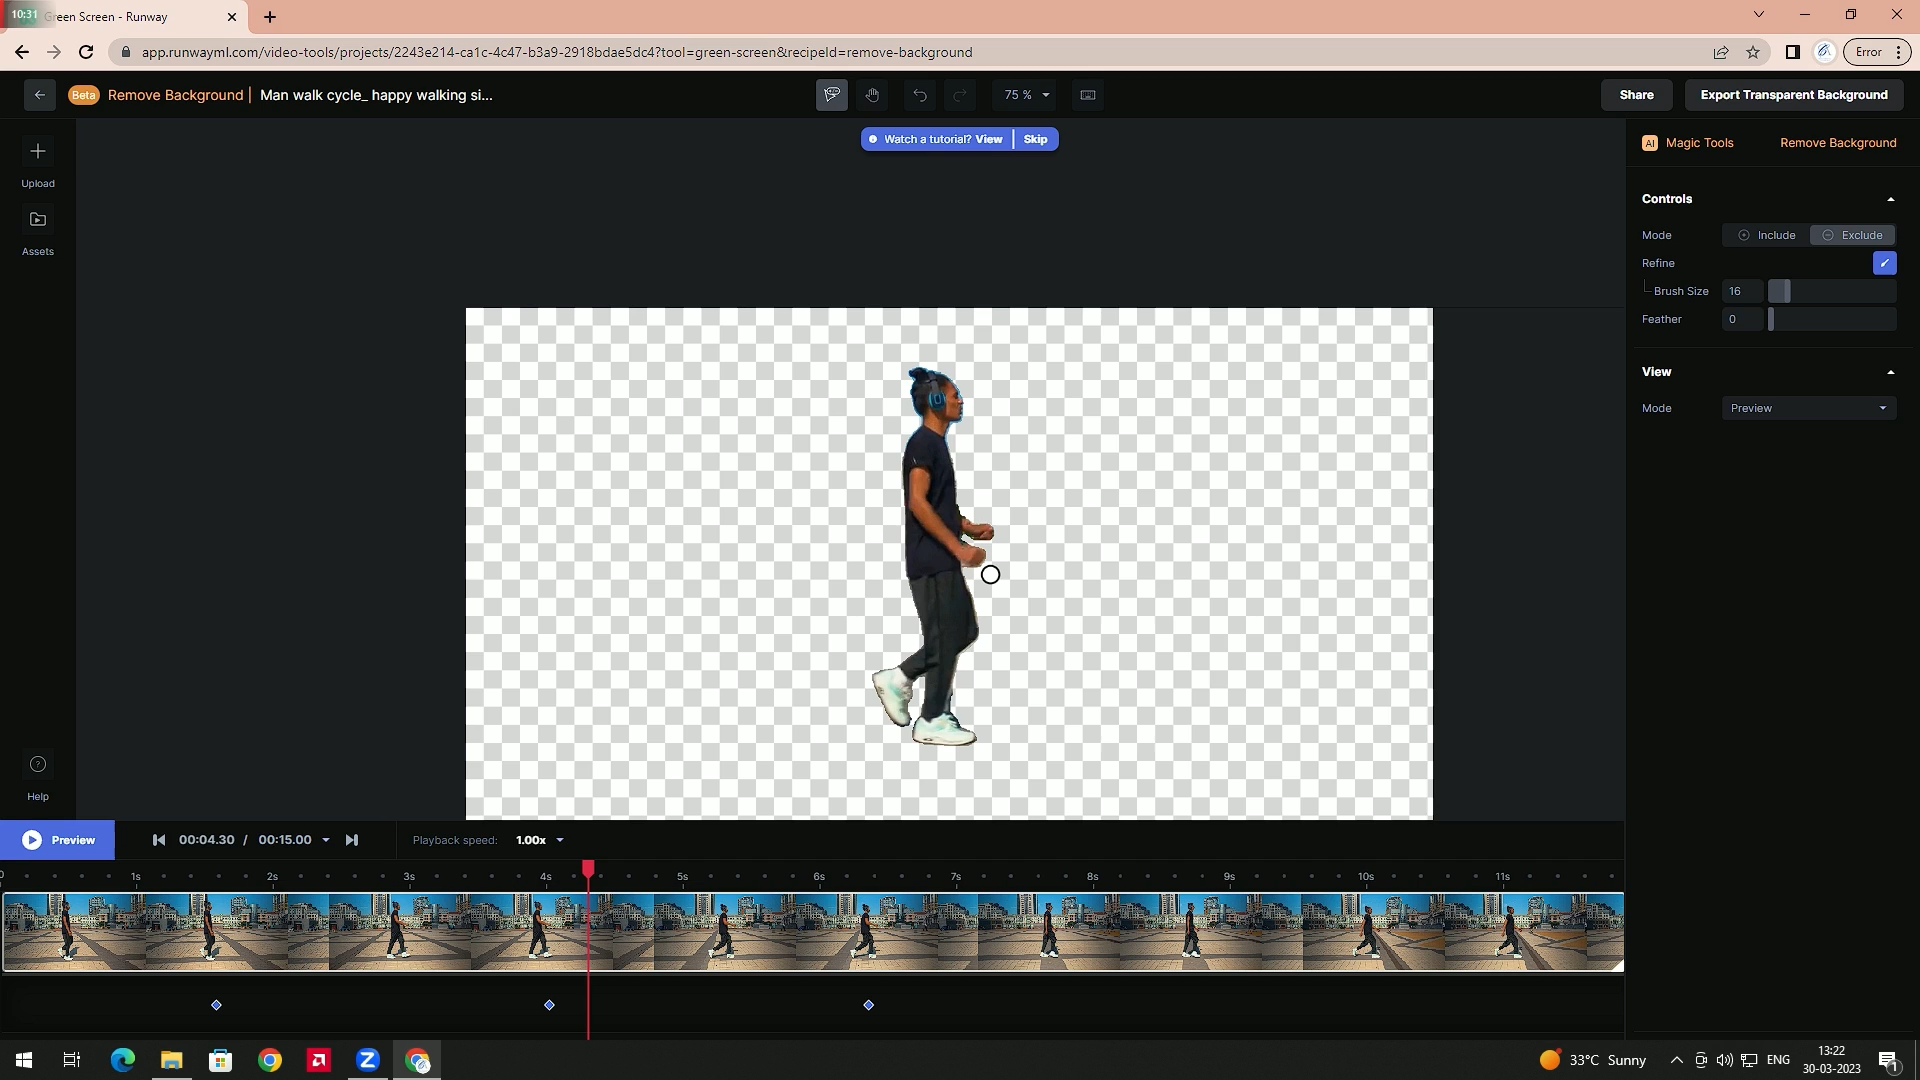 10:31
Green Screen - Runway
app.runwayml.com/video-tools/projects/2243e214-ca1c-4c47-b3a9-2918bdae5dc4?tool=green-screen&recipeId=remove-background
Error
Beta Remove Background | Man walk cycle_ happy walking si...
75 %
Share
Export Transparent Background
Watch a tutorial? View
Skip
Upload
Assets
Help
AI Magic Tools
Remove Background
Controls
Mode
Include
Exclude
Refine
Brush Size
16
Feather
0
View
Mode
Preview
Preview
00:04.30 / 00:15.00
Playback speed: 1.00x
0
1s
2s
3s
4s
5s
6s
7s
8s
9s
10s
11s
33°C Sunny
ENG
13:22
30-03-2023
1